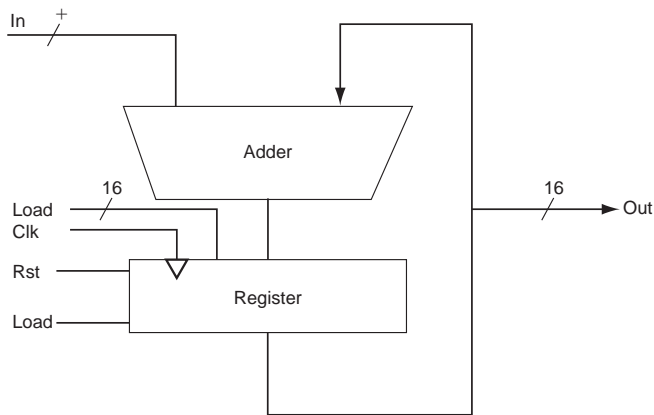 In
+
Adder
16
Load
Clk
16
Out
Rst
Register
Load